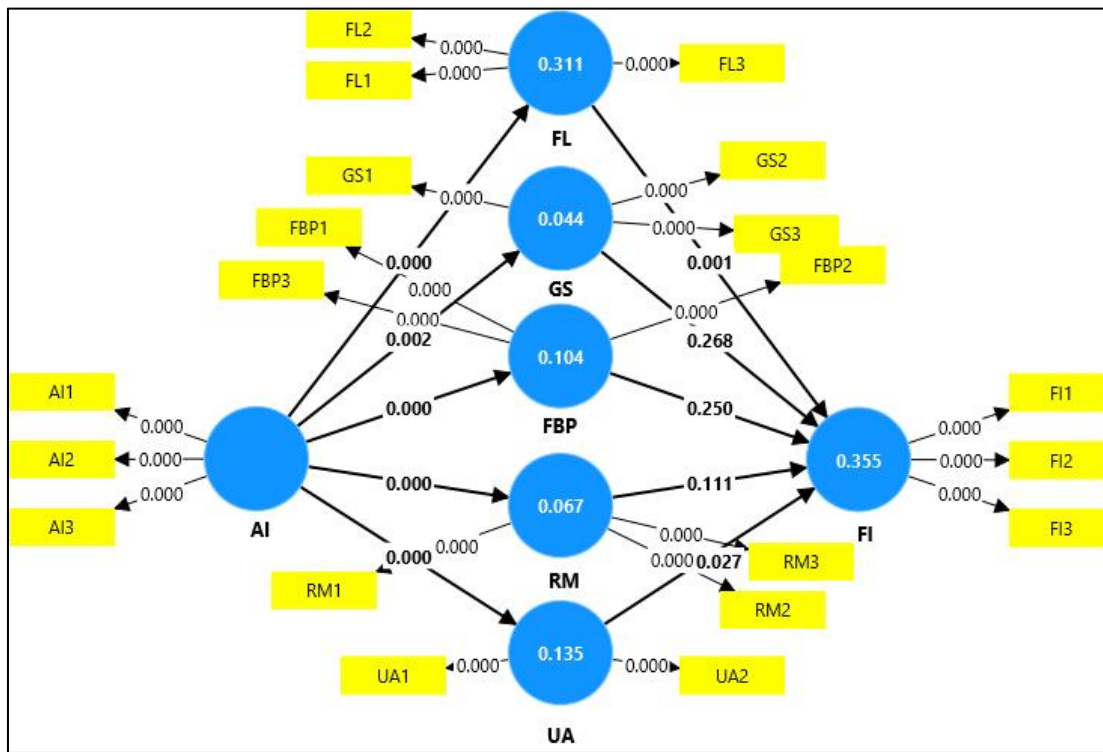 FL2
0.000
FL1
0.000
0.311
0.000
FL3
FL
GS1
0.000
0.044
0.000
GS2
0.000
GS3
GS
FBP1
0.000
FBP3
0.000
0.104
0.000
FBP2
FBP
0.000
0.002
0.000
0.000
0.000
0.001
0.268
0.250
0.111
0.027
AI1
0.000
AI2
0.000
AI3
0.000
AI
0.355
FI
0.000
FI1
0.000
FI2
0.000
FI3
0.067
RM
0.000
RM1
0.000
RM3
0.000
RM2
0.135
UA
UA1
0.000
0.000
UA2